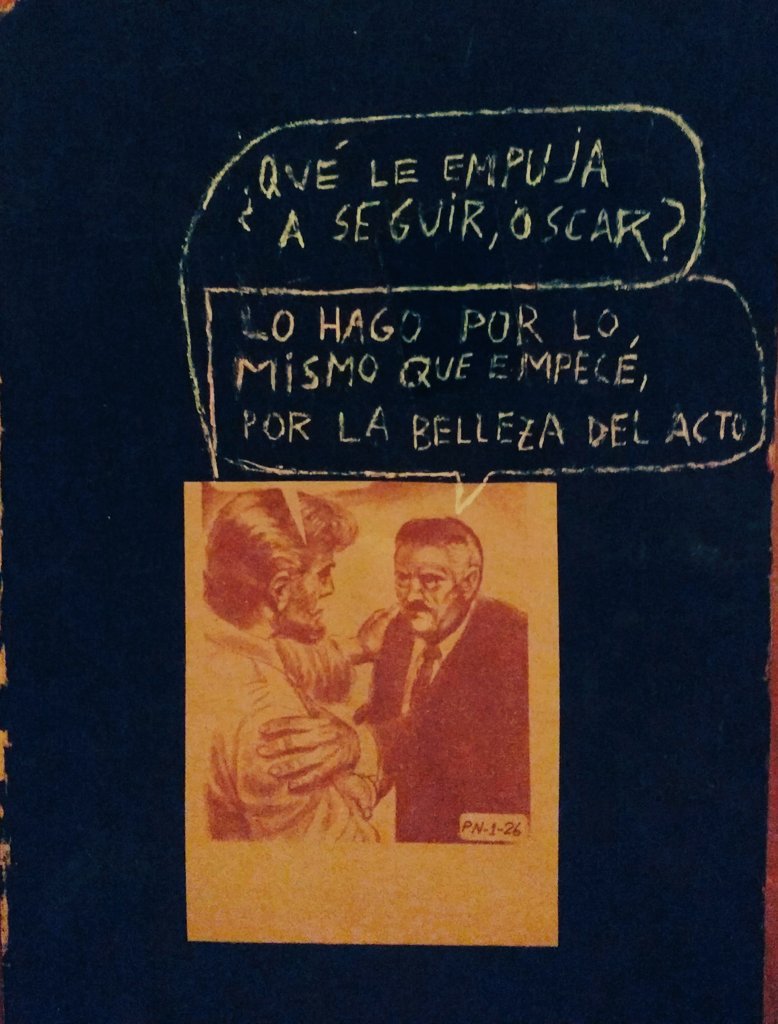 ¿QUÉ LE EMPUJA
A SEGUIR, OSCAR?
LO HAGO POR LO
MISMO QUE EMPECÉ,
POR LA BELLEZA DEL ACTO
PN-1-26